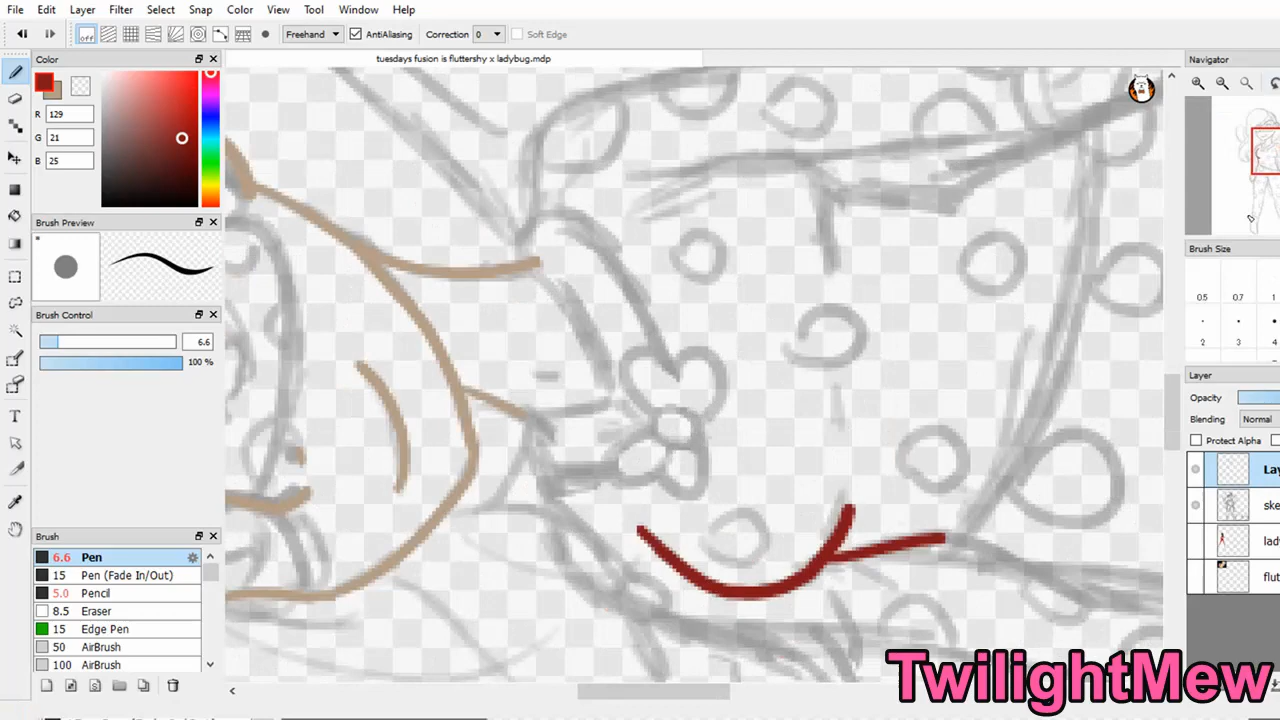 File Edit Layer Filter Select Snap Color View Tool Window Help
off Freehand AntiAliasing Correction 0 Soft Edge
Color
tuesdays fusion is fluttershy x ladybug.mdp
Navigator
R 129
G 21
B 25
Brush Preview
Brush Size
0.5 0.7 1
2 3 4
Brush Control
6.6
100 %
Layer
Opacity
Blending Normal
Protect Alpha
Lay
ske
lady
flut
Brush
6.6 Pen
15 Pen (Fade In/Out)
5.0 Pencil
8.5 Eraser
15 Edge Pen
50 AirBrush
100 AirBrush
TwilightMew